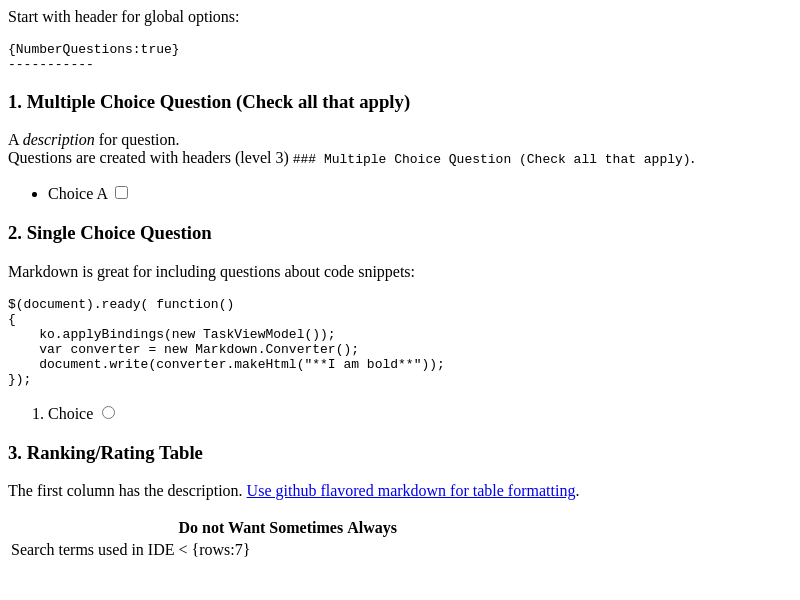 Start with header for global options:
{NumberQuestions:true}
-----------
1. Multiple Choice Question (Check all that apply)
A description for question.
Questions are created with headers (level 3) ### Multiple Choice Question (Check all that apply).
• Choice A
2. Single Choice Question
Markdown is great for including questions about code snippets:
$(document).ready( function()
{
    ko.applyBindings(new TaskViewModel());
    var converter = new Markdown.Converter();
    document.write(converter.makeHtml("**I am bold**"));
});
1. Choice
3. Ranking/Rating Table
The first column has the description. Use github flavored markdown for table formatting.
Do not Want Sometimes Always
Search terms used in IDE < {rows:7}